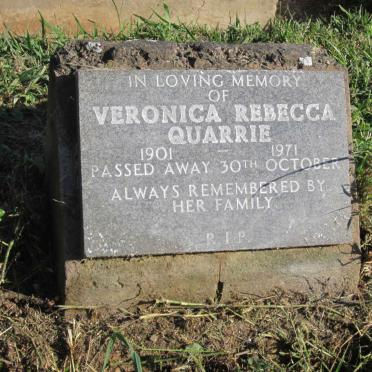 IN LOVING MEMORY
OF
VERONICA REBECCA
QUARRIE
1901 — 1971
PASSED AWAY 30TH OCTOBER
ALWAYS REMEMBERED BY
HER FAMILY
R.I.P.